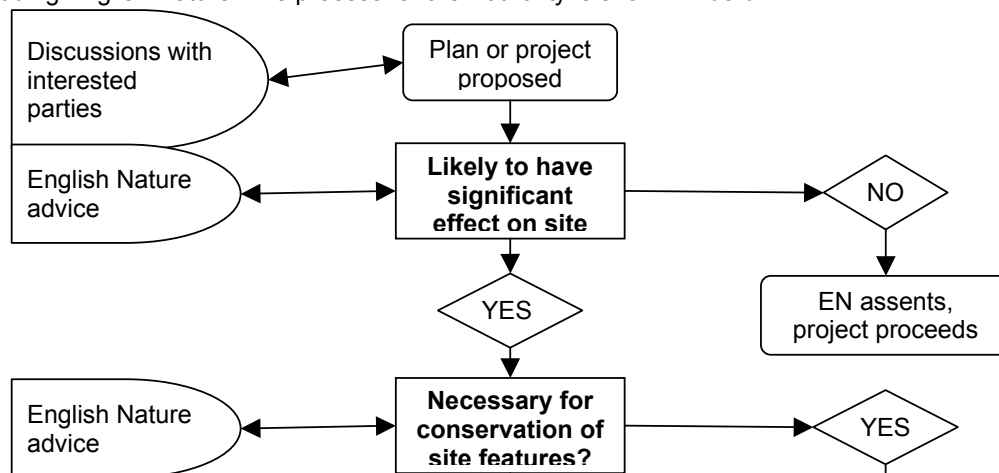 Discussions with
interested
parties
Plan or project
proposed
English Nature
advice
Likely to have
significant
effect on site
NO
YES
EN assents,
project proceeds
English Nature
advice
Necessary for
conservation of
site features?
YES